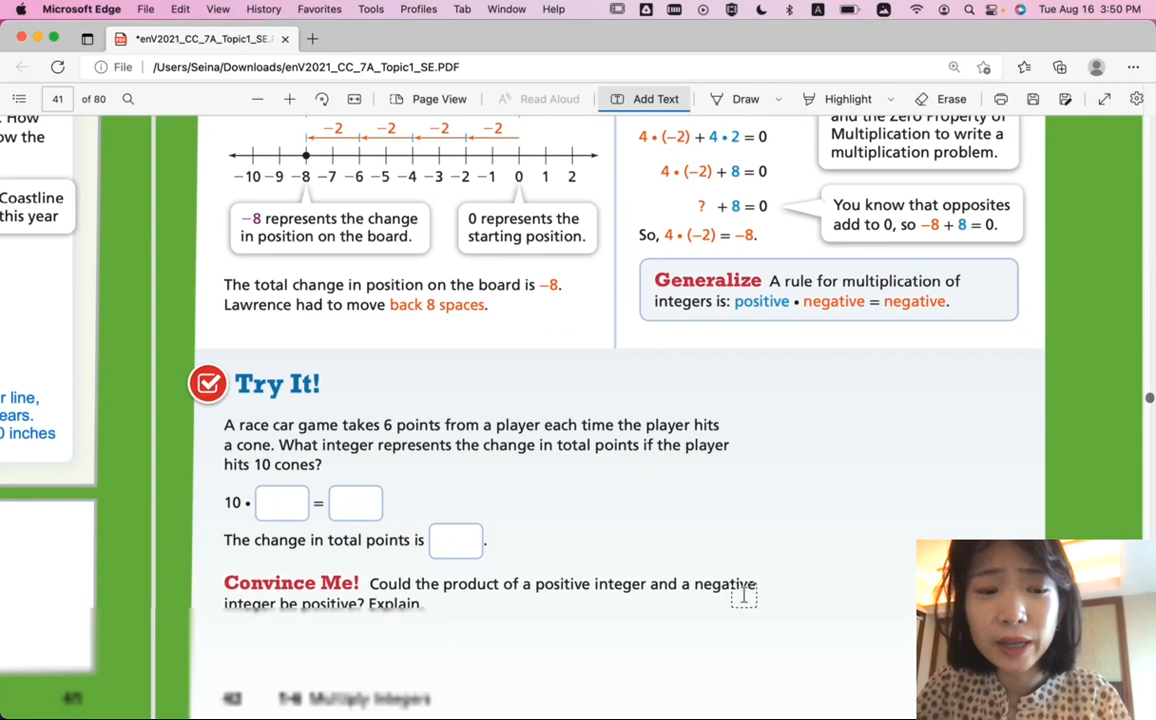 Microsoft Edge File Edit View History Favorites Tools Profiles Tab Window Help A Tue Aug 16 3:50 PM
*enV2021_CC_7A_Topic1_SE.
File /Users/Seina/Downloads/enV2021_CC_7A_Topic1_SE.PDF
41 of 80 Page View Read Aloud Add Text Draw Highlight Erase
How
ow the
Coastline
this year
r line,
ears.
0 inches
-2 -2 -2 -2
-10 -9 -8 -7 -6 -5 -4 -3 -2 -1 0 1 2
-8 represents the change
in position on the board.
0 represents the
starting position.
The total change in position on the board is -8.
Lawrence had to move back 8 spaces.
4 • (-2) + 4 • 2 = 0
4 • (-2) + 8 = 0
? + 8 = 0
So, 4 • (-2) = -8.
and the Zero Property of
Multiplication to write a
multiplication problem.
You know that opposites
add to 0, so -8 + 8 = 0.
Generalize A rule for multiplication of
integers is: positive • negative = negative.
Try It!
A race car game takes 6 points from a player each time the player hits
a cone. What integer represents the change in total points if the player
hits 10 cones?
10 • =
The change in total points is .
Convince Me! Could the product of a positive integer and a negative
integer be positive? Explain.
Multiply Integers